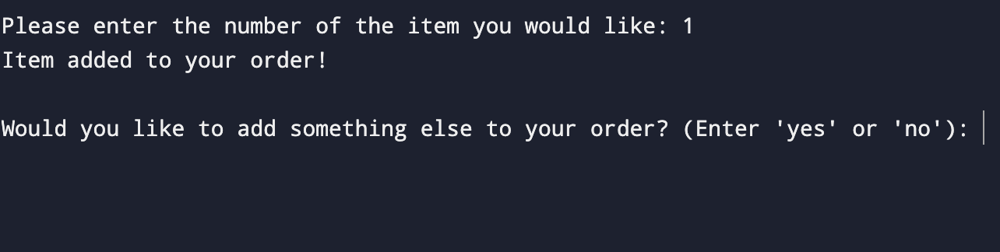 Please enter the number of the item you would like: 1
Item added to your order!
Would you like to add something else to your order? (Enter 'yes' or 'no'):